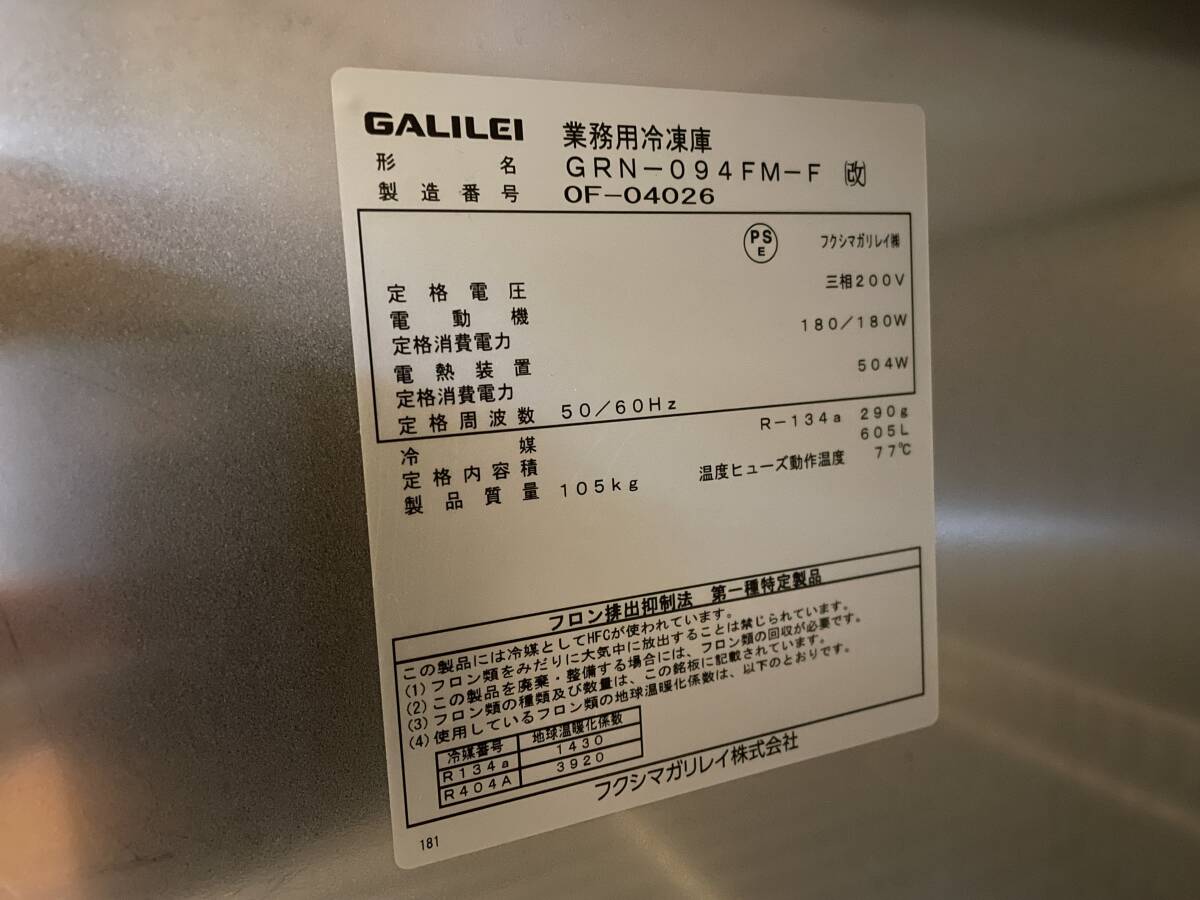 GALILEI 業務用冷凍庫
形名 GRN-094FM-F ㊢
製造番号 0F-04026
PS E フクシマガリレイ㈱
定格電圧 三相200V
電動機
定格消費電力 180/180W
電熱装置
定格消費電力 504W
定格周波数 50/60Hz
冷媒 R-134a 290g
定格内容積 605L
製品質量 105kg 温度ヒューズ動作温度 77℃
フロン排出抑制法 第一種特定製品
この製品には冷媒としてHFCが使われています。
(1) フロン類をみだりに大気中に放出することは禁じられています。
(2) この製品を廃棄・整備する場合には、フロン類の回収が必要です。
(3) フロン類の種類及び数量は、この銘板に記載されています。
(4) 使用しているフロン類の地球温暖化係数は、以下のとおりです。
冷媒番号 地球温暖化係数
R134a 1430
R404A 3920
フクシマガリレイ株式会社
181